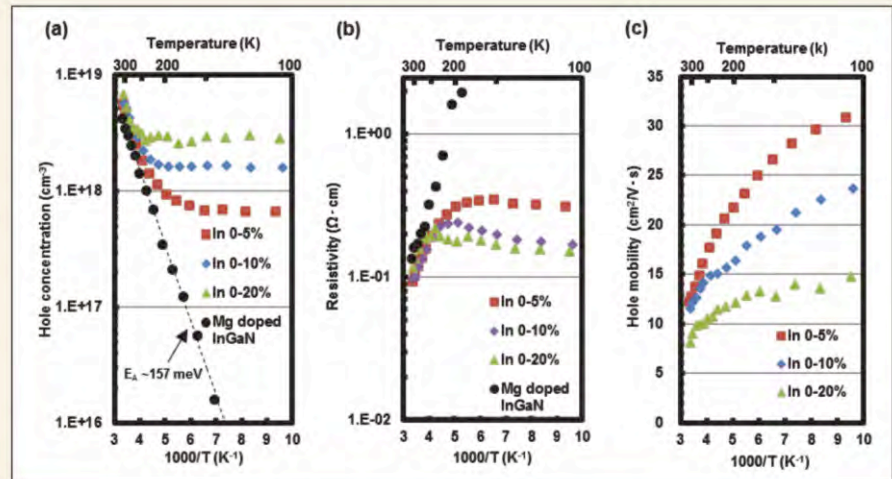 (a)
Temperature (K)
300 200 100
1.E+19
1.E+18
1.E+17
1.E+16
Hole concentration (cm-3)
In 0-5%
In 0-10%
In 0-20%
Mg doped
InGaN
EA ~157 meV
3 4 5 6 7 8 9 10
1000/T (K-1)
(b)
Temperature (K)
300 200 100
1.E+00
1.E-01
1.E-02
Resistivity (Ω· cm)
In 0-5%
In 0-10%
In 0-20%
Mg doped
InGaN
3 4 5 6 7 8 9 10
1000/T (K-1)
(c)
Temperature (k)
300 200 100
35
30
25
20
15
10
5
0
Hole mobility (cm2/V· s)
In 0-5%
In 0-10%
In 0-20%
3 4 5 6 7 8 9 10
1000/T (K-1)